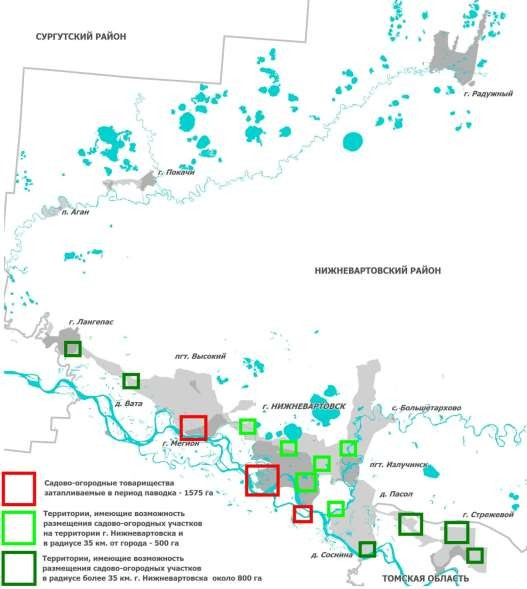 СУРГУТСКИЙ РАЙОН
г. Радужный
г. Покачи
п. Аган
НИЖНЕВАРТОВСКИЙ РАЙОН
г. Лангепас
пгт. Высокий
д. Вата
г. НИЖНЕВАРТОВСК
с. Большетархово
г. Мегион
пгт. Излучинск
д. Пасол
г. Стрежевой
д. Соснина
ТОМСКАЯ ОБЛАСТЬ
Садово-огородные товарищества
затапливаемые в период паводка - 1575 га
Территории, имеющие возможность
размещения садово-огородных участков
на территории г. Нижневартовска и
в радиусе 35 км. от города - 500 га
Территории, имеющие возможность
размещения садово-огородных участков
в радиусе более 35 км. г. Нижневартовска около 800 га